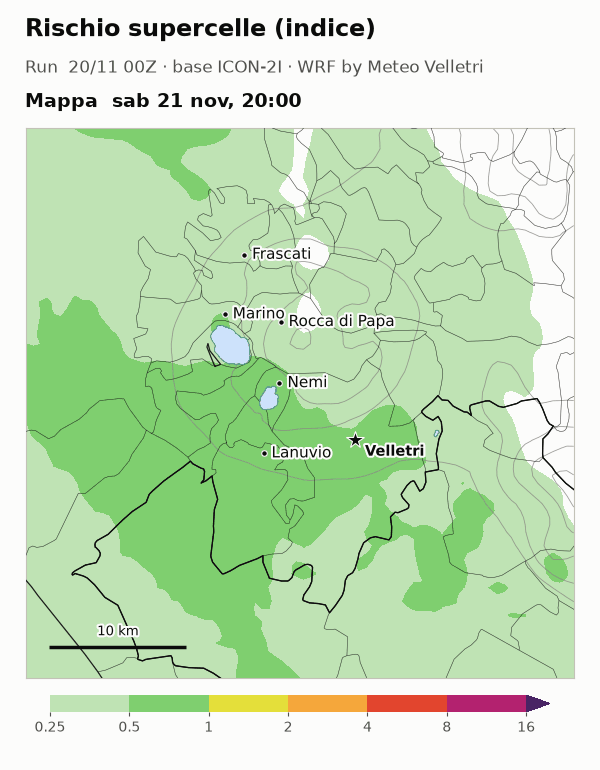 Rischio supercelle (indice)
Run  20/11 00Z · base ICON-2I · WRF by Meteo Velletri
Mappa  sab 21 nov, 20:00
Frascati
Marino
Rocca di Papa
Nemi
Velletri
Lanuvio
10 km
0.25 0.5 1 2 4 8 16